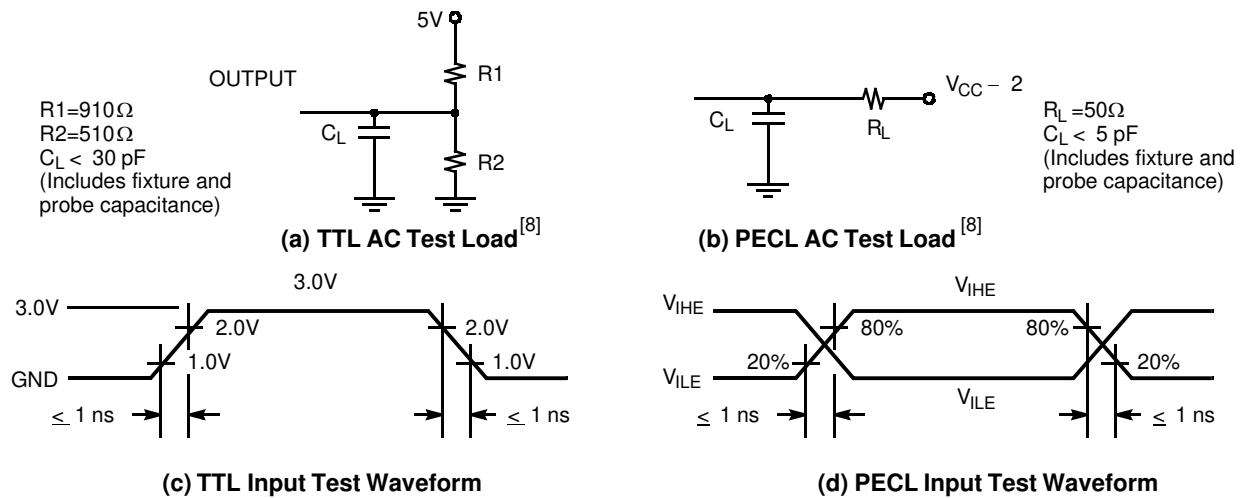 5V
R1
OUTPUT
R1=910Ω
R2=510Ω
C_L < 30 pF
(Includes fixture and
probe capacitance)
C_L
R2
(a) TTL AC Test Load[8]
V_CC − 2
C_L
R_L
R_L=50Ω
C_L < 5 pF
(Includes fixture and
probe capacitance)
(b) PECL AC Test Load[8]
3.0V
3.0V
2.0V
2.0V
1.0V
1.0V
GND
≤ 1 ns
≤ 1 ns
(c) TTL Input Test Waveform
V_IHE
V_IHE
80%
80%
20%
20%
V_ILE
V_ILE
≤ 1 ns
≤ 1 ns
(d) PECL Input Test Waveform